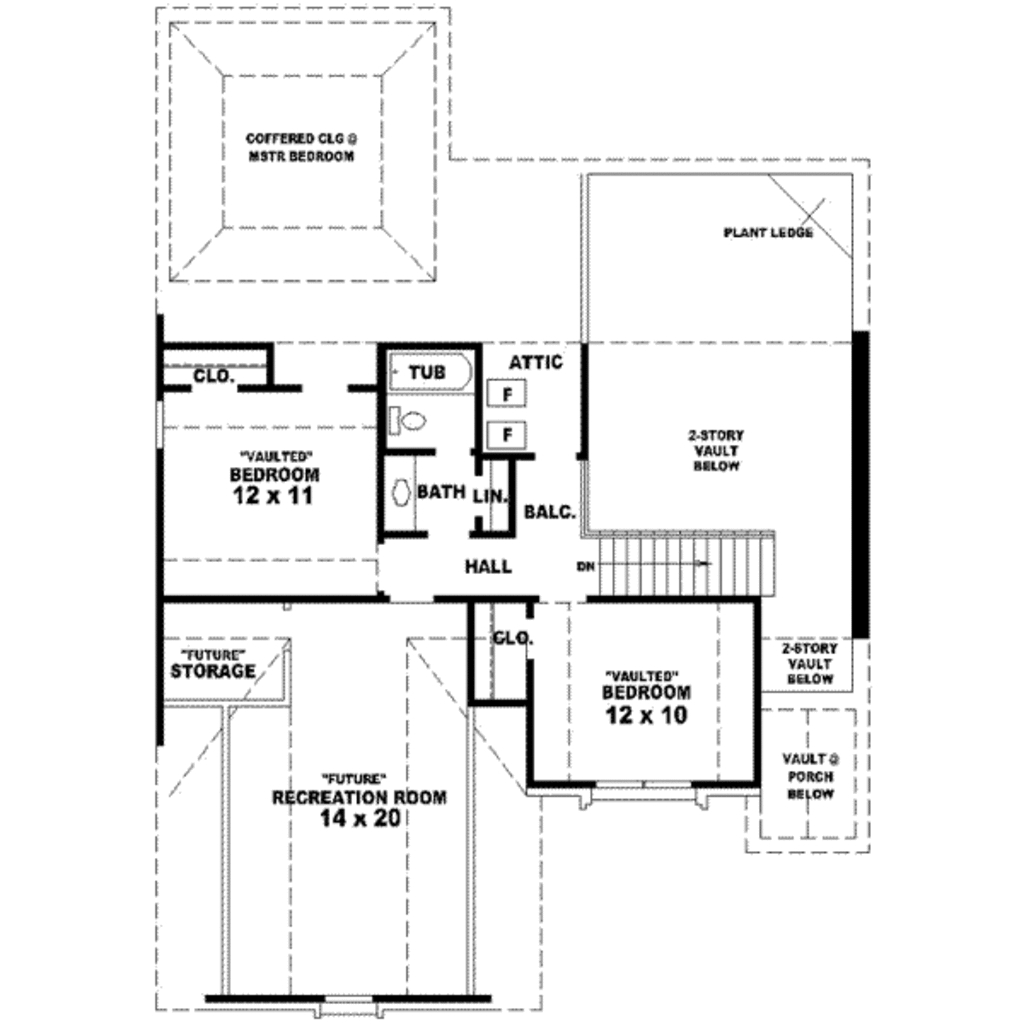 COFFERED CLG @
MSTR BEDROOM
PLANT LEDGE
ATTIC
TUB
CLO.
F
F
2-STORY
VAULT
BELOW
"VAULTED"
BEDROOM
12 x 11
BATH
LIN.
BALC.
HALL
DN
CLO.
"FUTURE"
STORAGE
2-STORY
VAULT
BELOW
"VAULTED"
BEDROOM
12 x 10
VAULT @
PORCH
BELOW
"FUTURE"
RECREATION ROOM
14 x 20